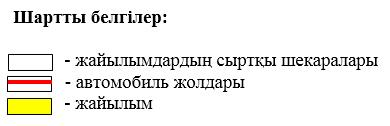 Шартты белгілер:
- жайылымдардың сыртқы шекаралары
- автомобиль жолдары
- жайылым